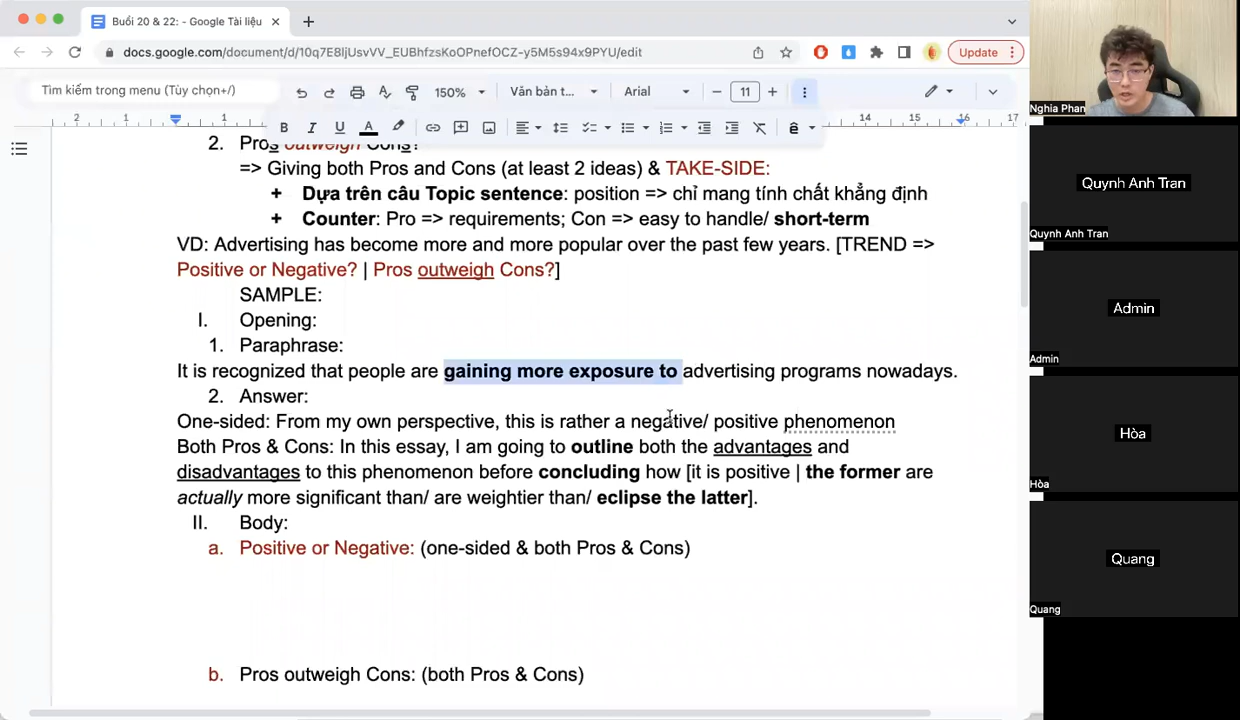 Buổi 20 & 22: - Google Tài liệu
docs.google.com/document/d/10q7E8IjUsvVV_EUBhfzsKoOPnefOCZ-y5M5s94x9PYU/edit
Update
Tìm kiếm trong menu (Tùy chọn+/)
150%
Văn bản t...
Arial
11
2 1 1 14 15 16 17
2. Pros outweigh Cons?
=> Giving both Pros and Cons (at least 2 ideas) & TAKE-SIDE:
+ Dựa trên câu Topic sentence: position => chỉ mang tính chất khẳng định
+ Counter: Pro => requirements; Con => easy to handle/ short-term
VD: Advertising has become more and more popular over the past few years. [TREND =>
Positive or Negative? | Pros outweigh Cons?]
SAMPLE:
I. Opening:
1. Paraphrase:
It is recognized that people are gaining more exposure to advertising programs nowadays.
2. Answer:
One-sided: From my own perspective, this is rather a negative/ positive phenomenon
Both Pros & Cons: In this essay, I am going to outline both the advantages and
disadvantages to this phenomenon before concluding how [it is positive | the former are
actually more significant than/ are weightier than/ eclipse the latter].
II. Body:
a. Positive or Negative: (one-sided & both Pros & Cons)
b. Pros outweigh Cons: (both Pros & Cons)
Nghia Phan
Quynh Anh Tran
Quynh Anh Tran
Admin
Admin
Hòa
Hòa
Quang
Quang